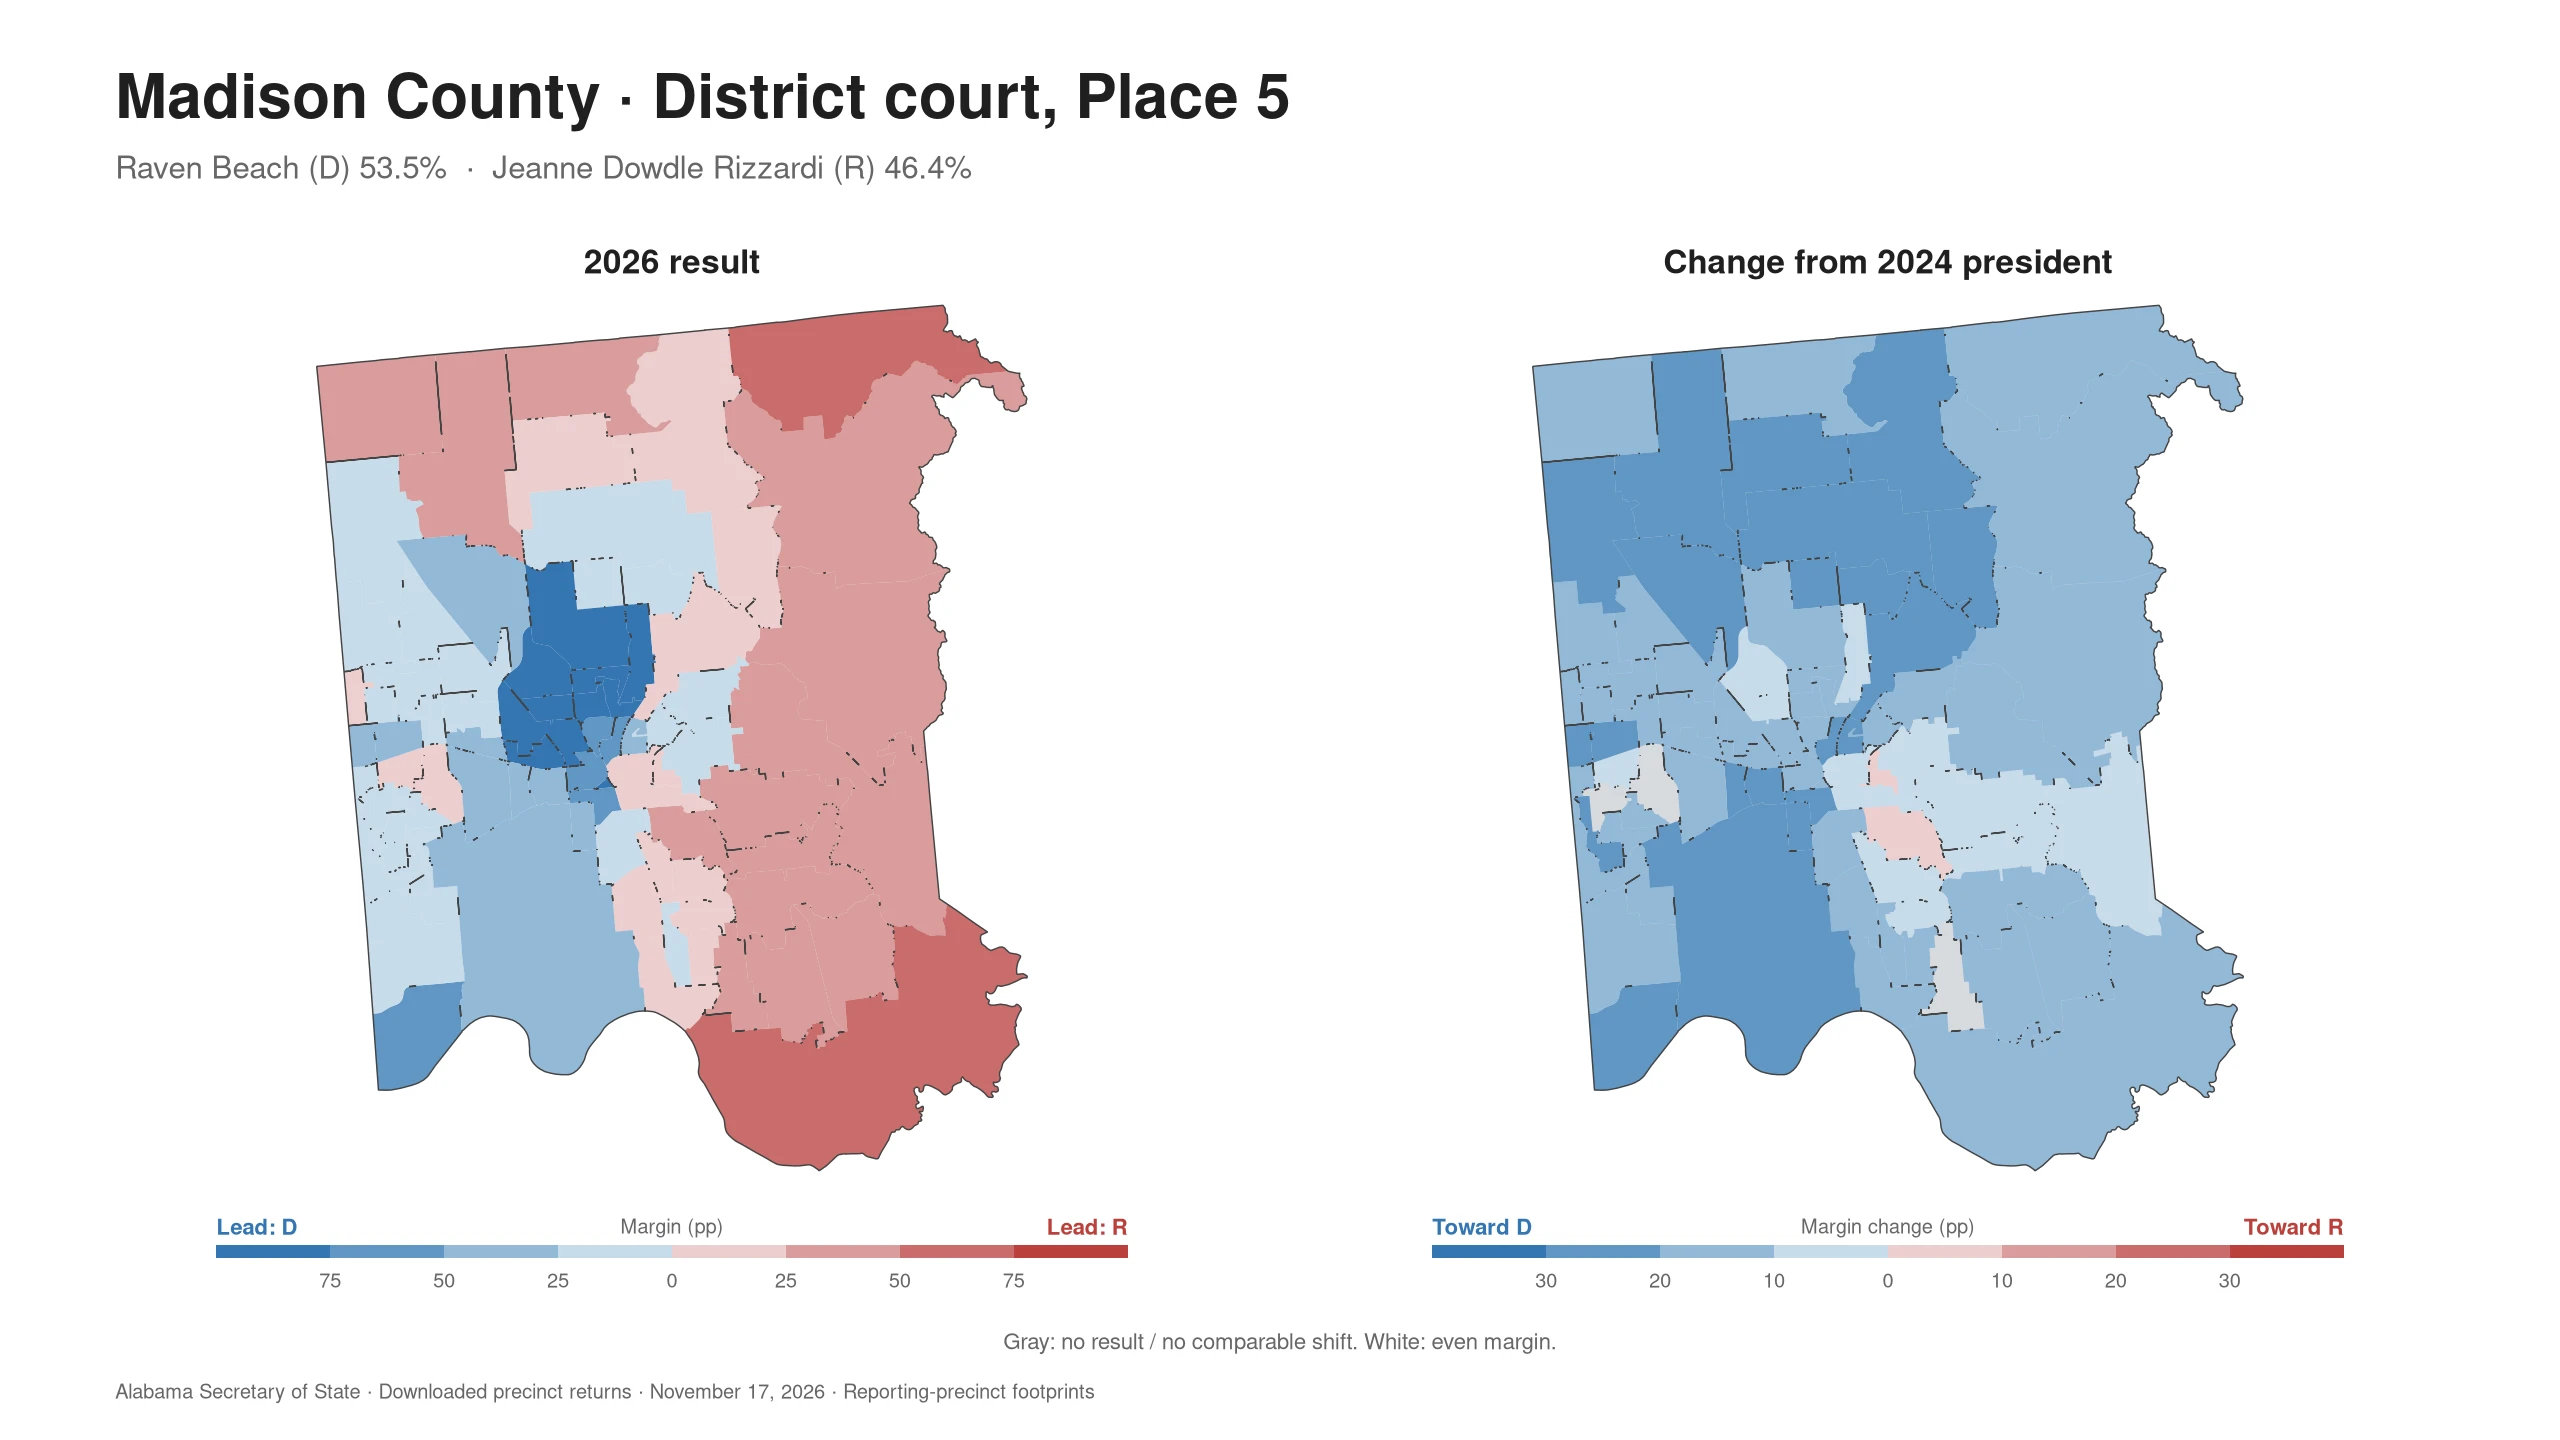 Madison County · District court, Place 5
Raven Beach (D) 53.5% · Jeanne Dowdle Rizzardi (R) 46.4%
2026 result
Change from 2024 president
Lead: D
Margin (pp)
Lead: R
75 50 25 0 25 50 75
Toward D
Margin change (pp)
Toward R
30 20 10 0 10 20 30
Gray: no result / no comparable shift. White: even margin.
Alabama Secretary of State · Downloaded precinct returns · November 17, 2026 · Reporting-precinct footprints